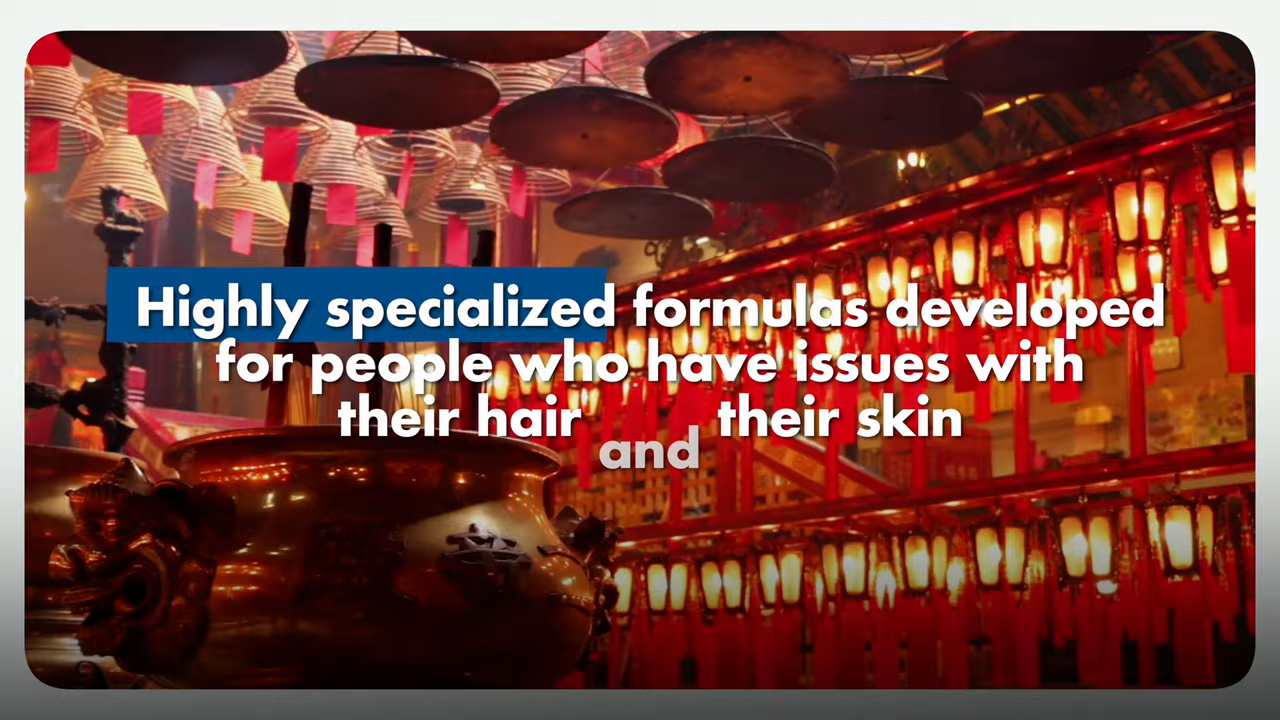 Highly specialized formulas developed
for people who have issues with
their hair and their skin